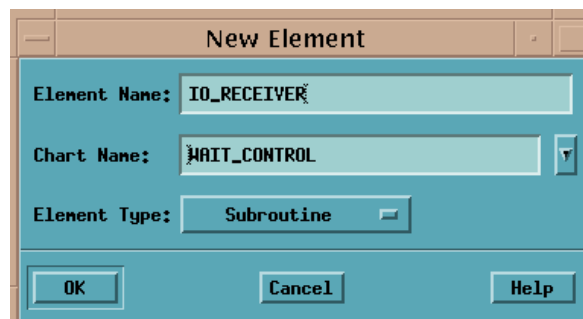 New Element
Element Name: IO_RECEIVER
Chart Name: WAIT_CONTROL
Element Type: Subroutine
OK Cancel Help